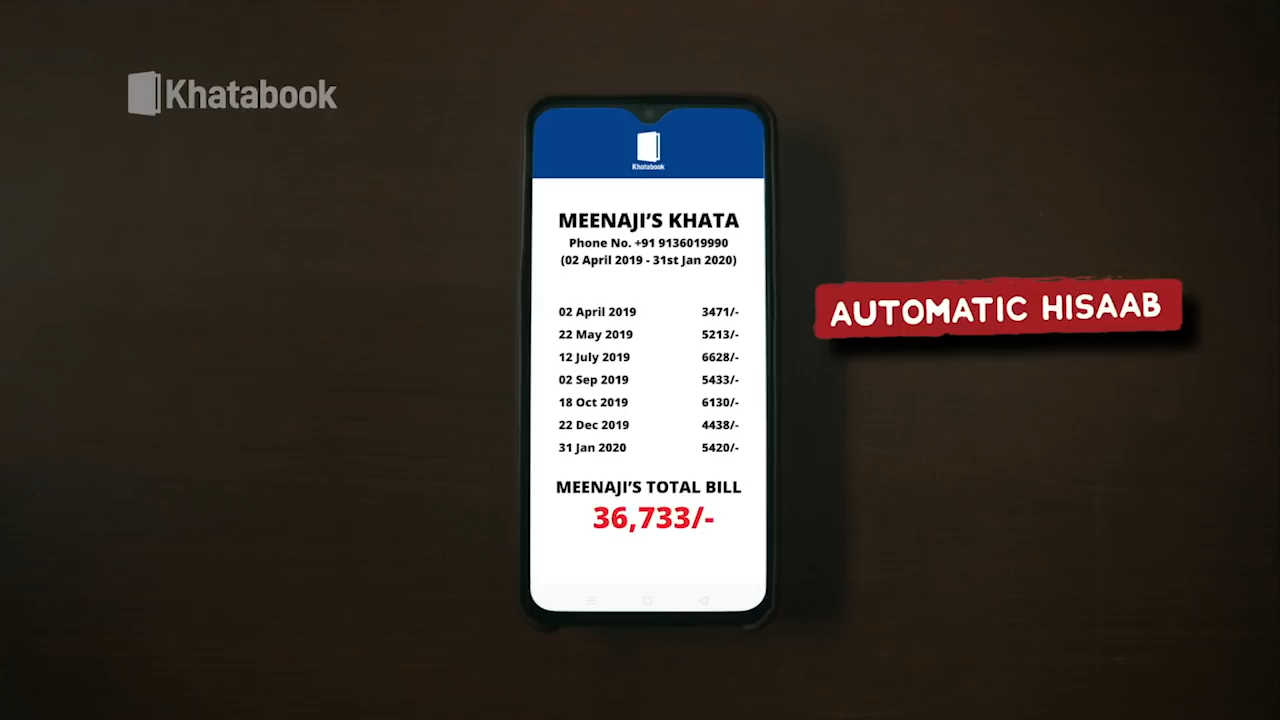 Khatabook
Khatabook
MEENAJI'S KHATA
Phone No. +91 9136019990
(02 April 2019 - 31st Jan 2020)
02 April 2019 3471/-
22 May 2019 5213/-
12 July 2019 6628/-
02 Sep 2019 5433/-
18 Oct 2019 6130/-
22 Dec 2019 4438/-
31 Jan 2020 5420/-
MEENAJI'S TOTAL BILL
36,733/-
AUTOMATIC HISAAB